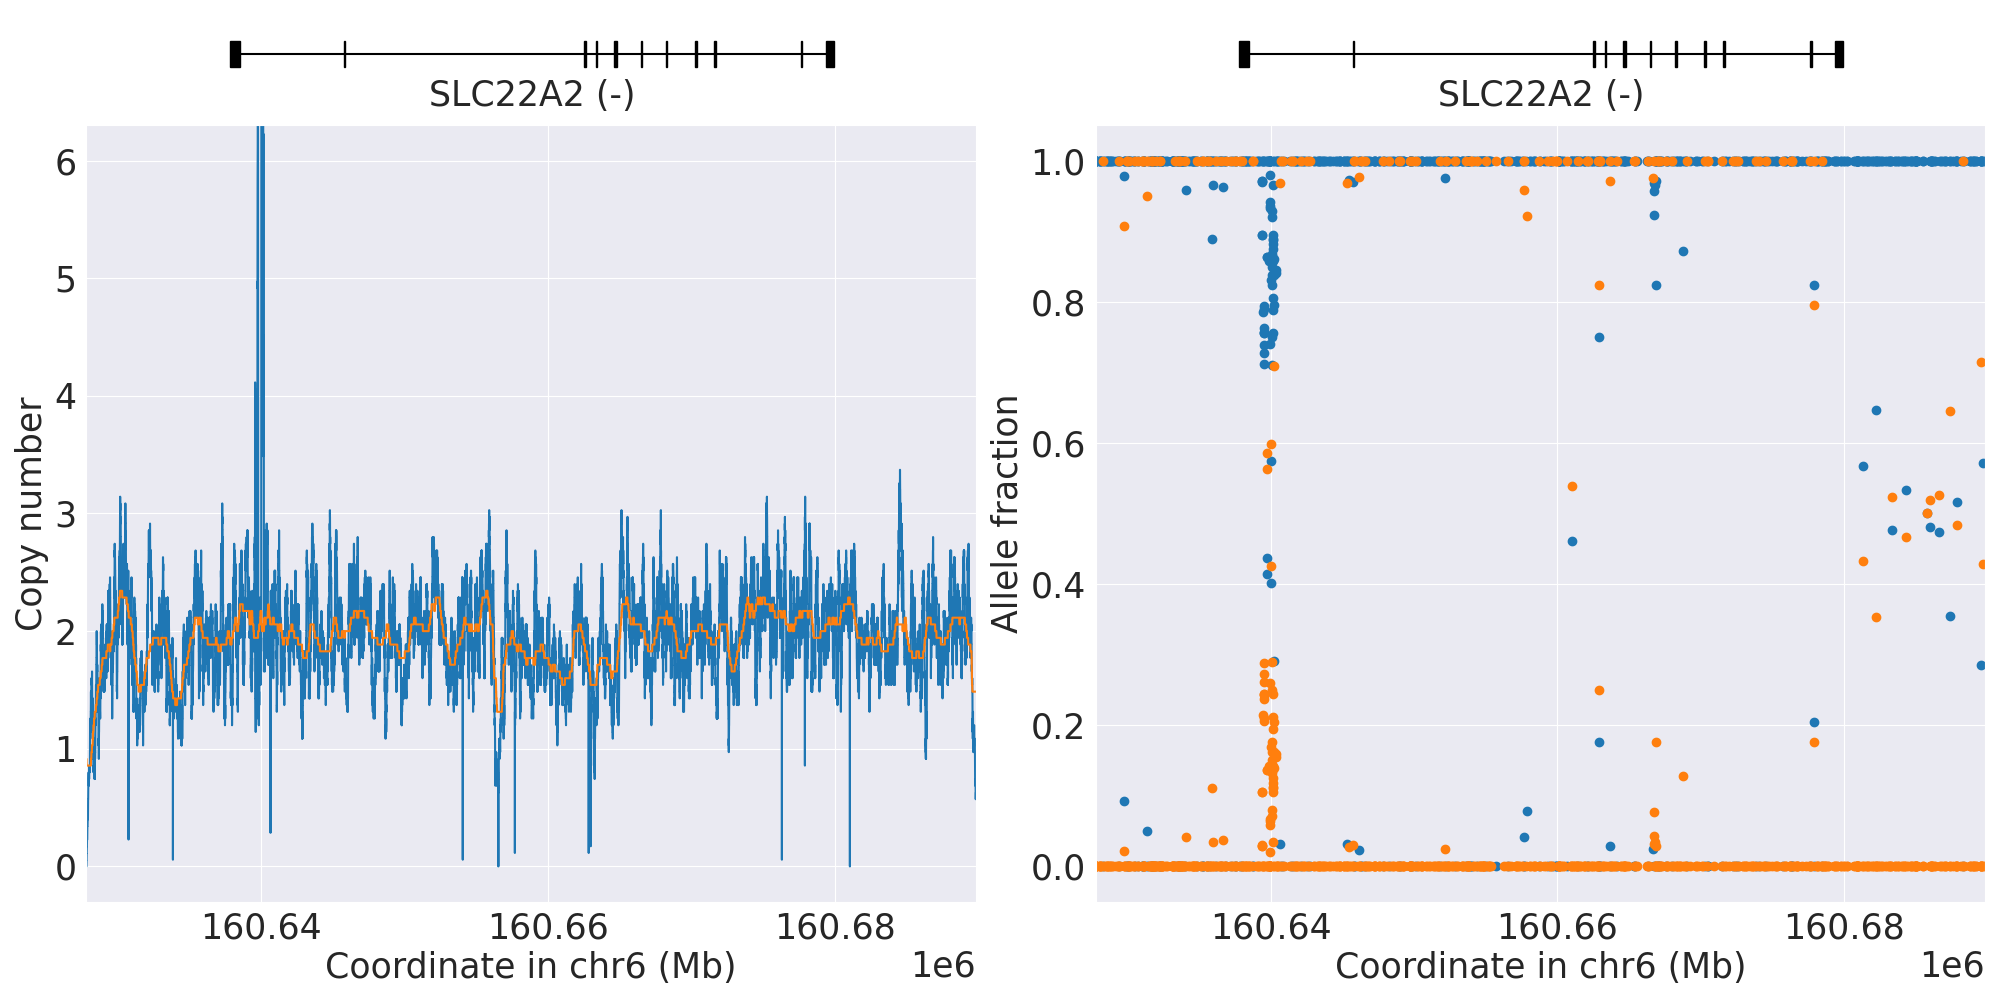 SLC22A2 (-)
6
5
4
3
2
1
0
Copy number
160.64
160.66
160.68
Coordinate in chr6 (Mb)
1e6
SLC22A2 (-)
1.0
0.8
0.6
0.4
0.2
0.0
Allele fraction
160.64
160.66
160.68
Coordinate in chr6 (Mb)
1e6